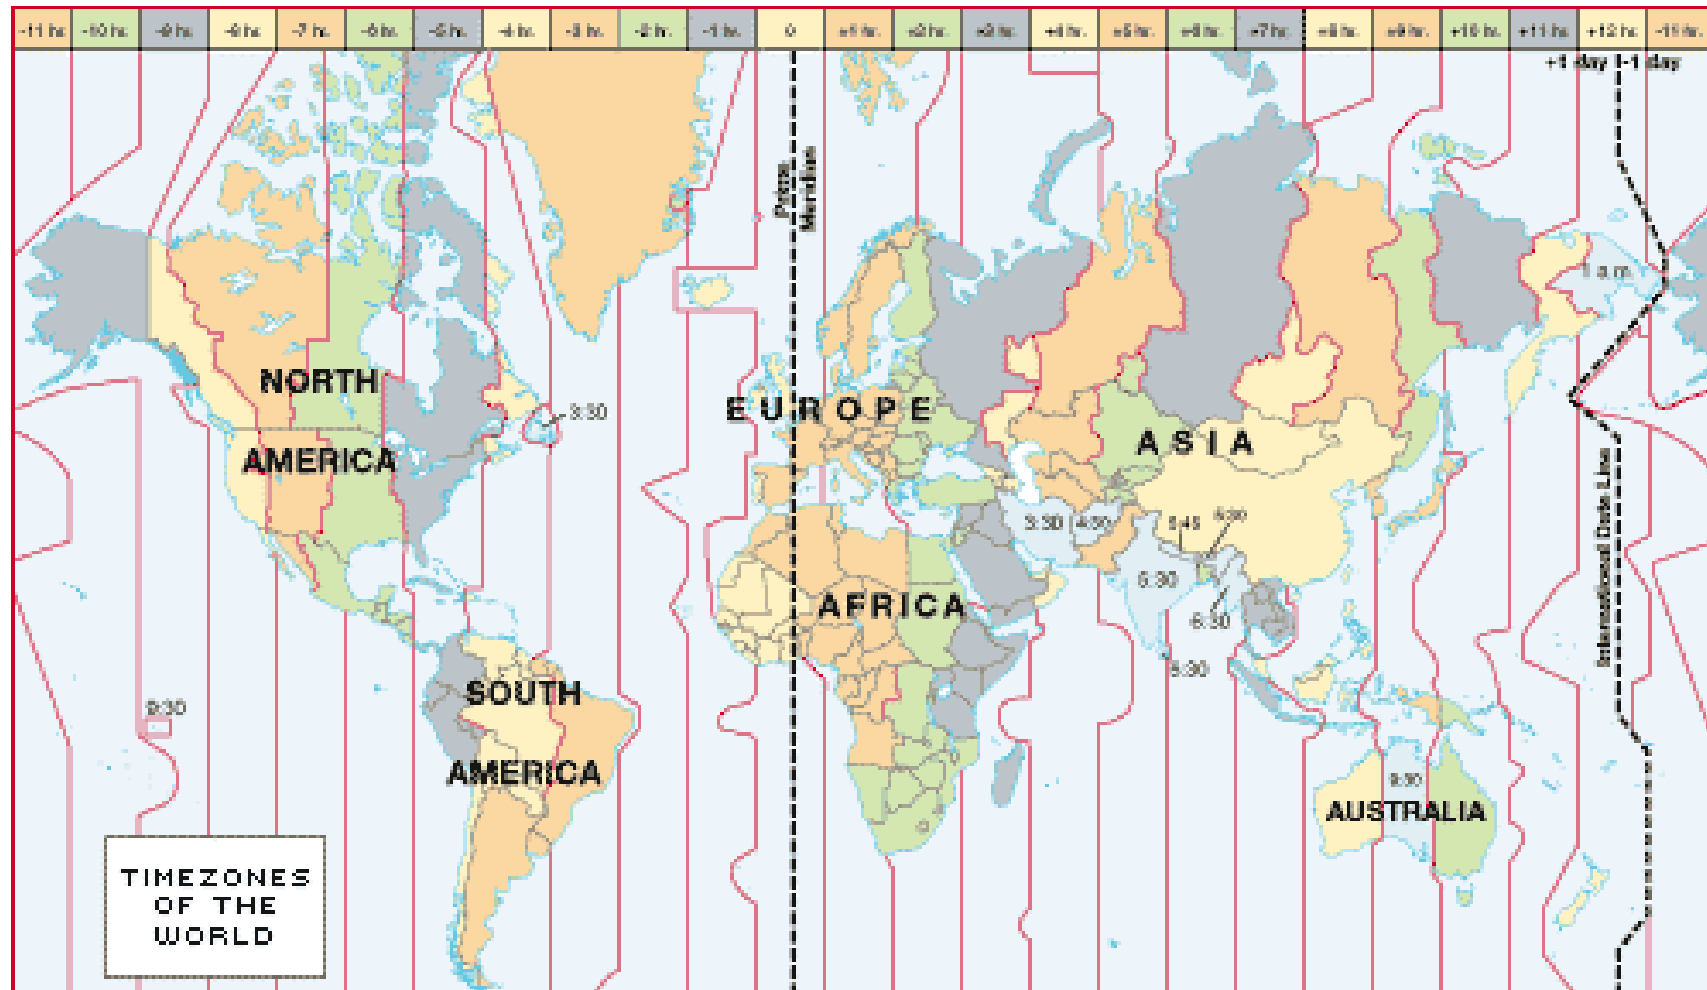 -11 hr. -10 hr. -9 hr. -8 hr. -7 hr. -6 hr. -5 hr. -4 hr. -3 hr. -2 hr. -1 hr. 0 +1 hr. +2 hr. +3 hr. +4 hr. +5 hr. +6 hr. +7 hr. +8 hr. +9 hr. +10 hr. +11 hr. +12 hr. -11 hr.
+1 day -1 day
Prime
Meridian
1 a.m.
NORTH
EUROPE
3:30
ASIA
AMERICA
International Date Line
3:30 4:30 5:45
5:30
AFRICA
6:30
5:30
SOUTH
9:30
AMERICA
9:30
AUSTRALIA
TIMEZONES
OF THE
WORLD